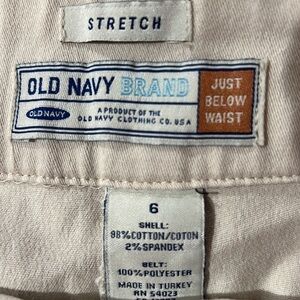 STRETCH
OLD NAVY BRAND
JUST
BELOW
WAIST
OLD NAVY
A PRODUCT OF THE
OLD NAVY CLOTHING CO. USA
6
SHELL:
98%COTTON/COTON
2%SPANDEX
BELT:
100%POLYESTER
MADE IN TURKEY
RN 54023